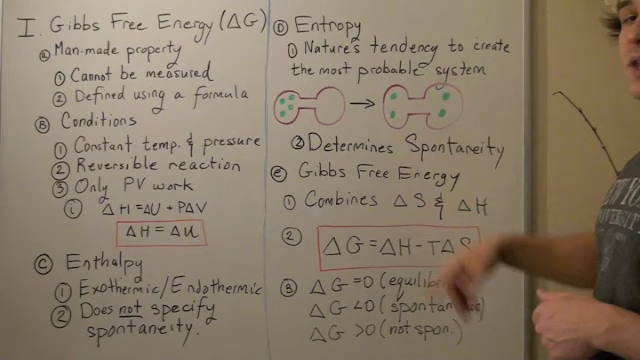 I. Gibbs Free Energy (ΔG)
Ⓐ Man-made property
① Cannot be measured
② Defined using a formula
Ⓑ Conditions
① Constant temp. & pressure
② Reversible reaction
③ Only PV work
ⓘ ΔH = ΔU + PΔV
ΔH = ΔU
Ⓒ Enthalpy
① Exothermic/Endothermic
② Does not specify
spontaneity.
Ⓓ Entropy
① Nature's tendency to create
the most probable system
② Determines Spontaneity
ⓔ Gibbs Free Energy
① Combines ΔS & ΔH
② ΔG = ΔH - TΔS
③ ΔG = 0 (
ΔG < 0 (
ΔG > 0 (not spon.)